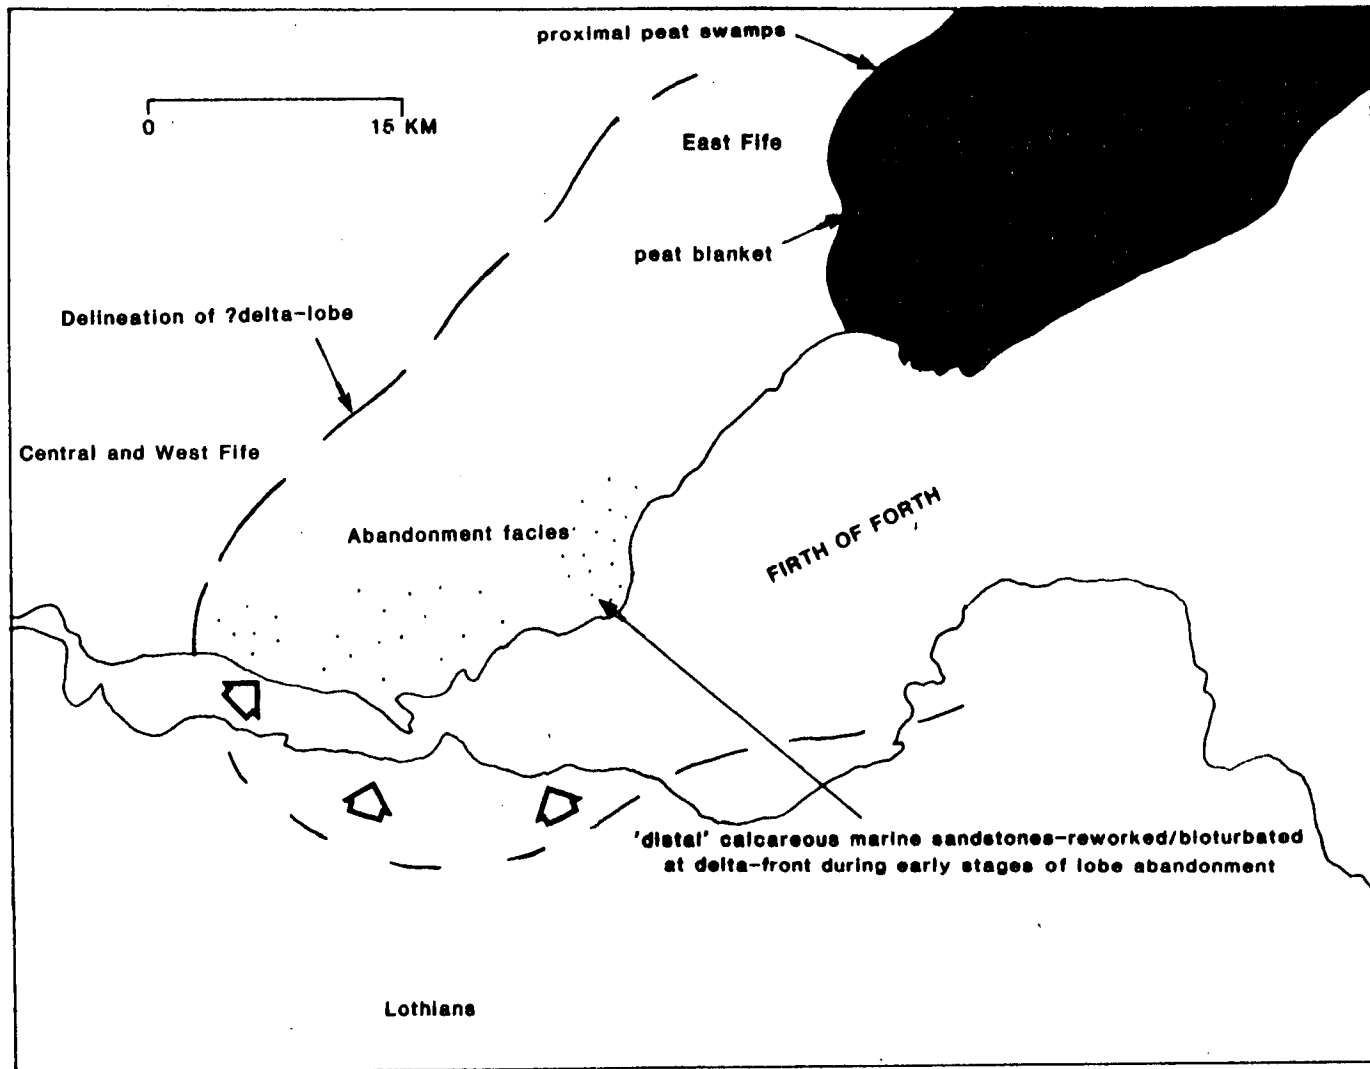 proximal peat swamps
0 15 KM
East Fife
peat blanket
Delineation of ?delta-lobe
Central and West Fife
Abandonment facies
FIRTH OF FORTH
'distal' calcareous marine sandstones-reworked/bioturbated
at delta-front during early stages of lobe abandonment
Lothians